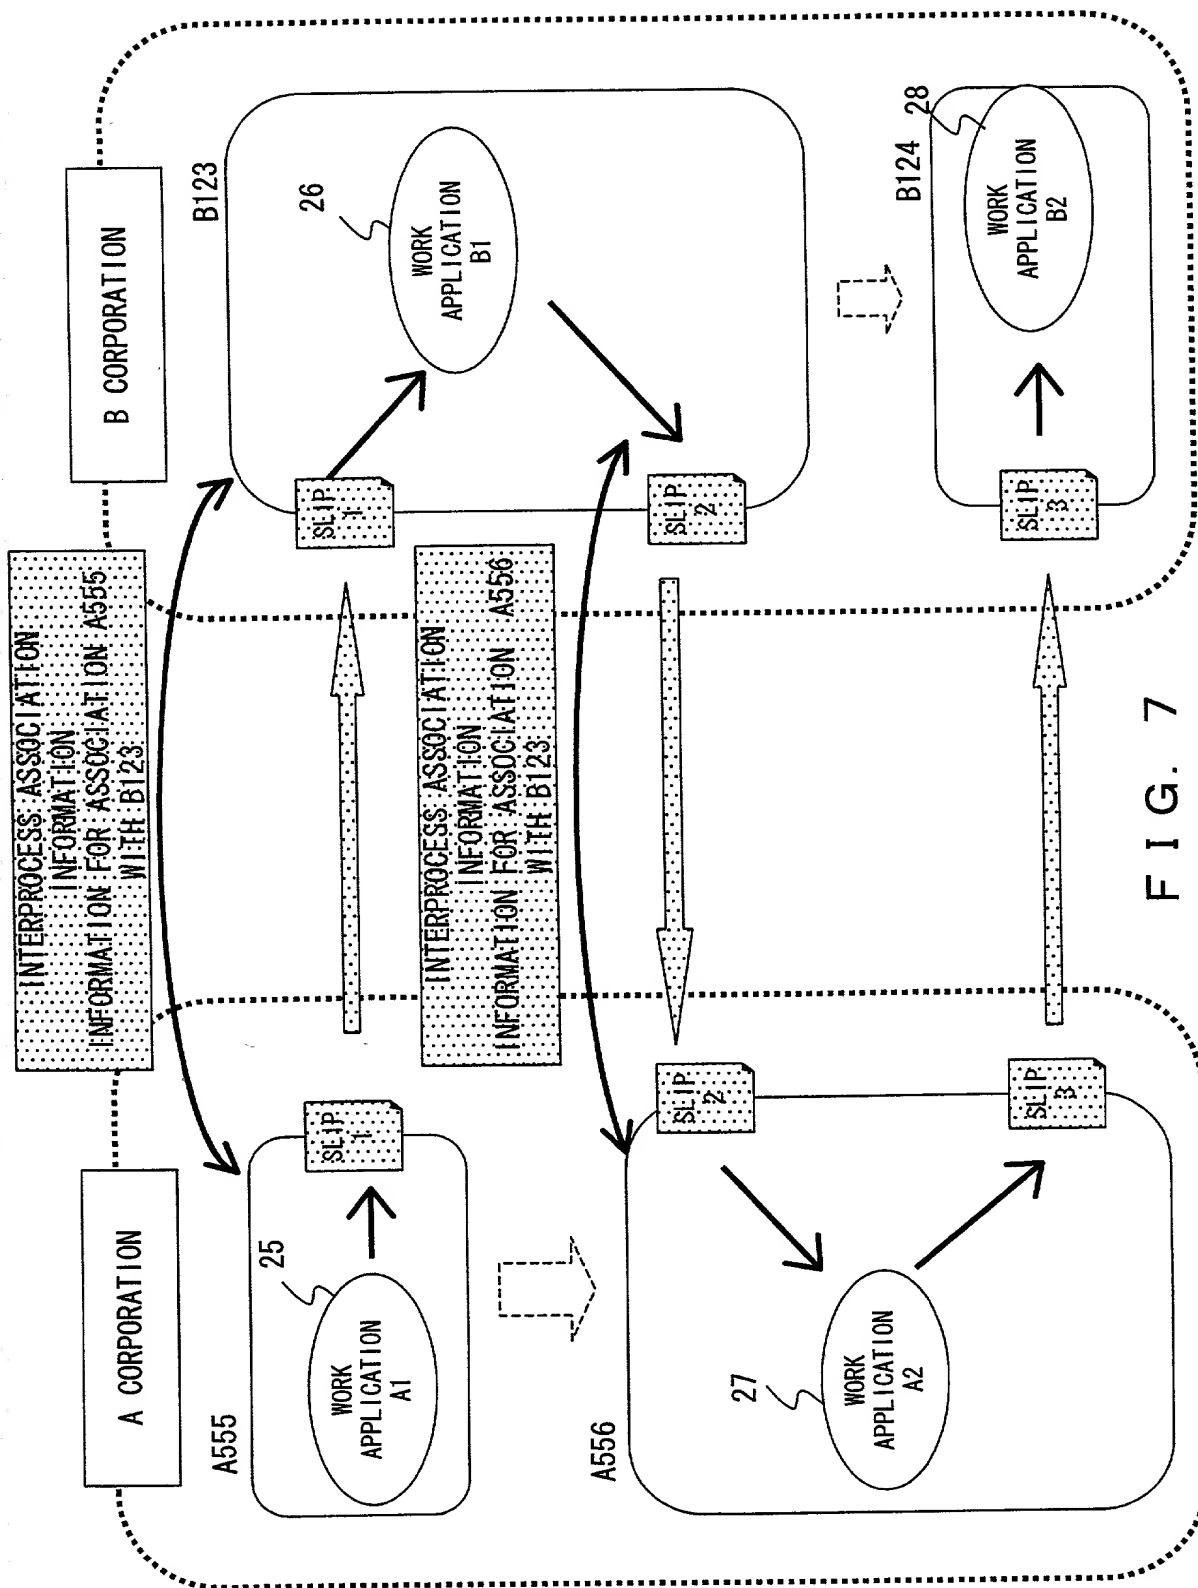 A CORPORATION
B CORPORATION
INTERPROCESS ASSOCIATION
INFORMATION
INFORMATION FOR ASSOCIATION A555
WITH B123
A555
25
WORK
APPLICATION
A1
SLIP
1
B123
SLIP
1
26
WORK
APPLICATION
B1
INTERPROCESS ASSOCIATION
INFORMATION
INFORMATION FOR ASSOCIATION A556
WITH B123
A556
SLIP
2
27
WORK
APPLICATION
A2
SLIP
3
SLIP
2
B124
28
SLIP
3
WORK
APPLICATION
B2
FIG. 7